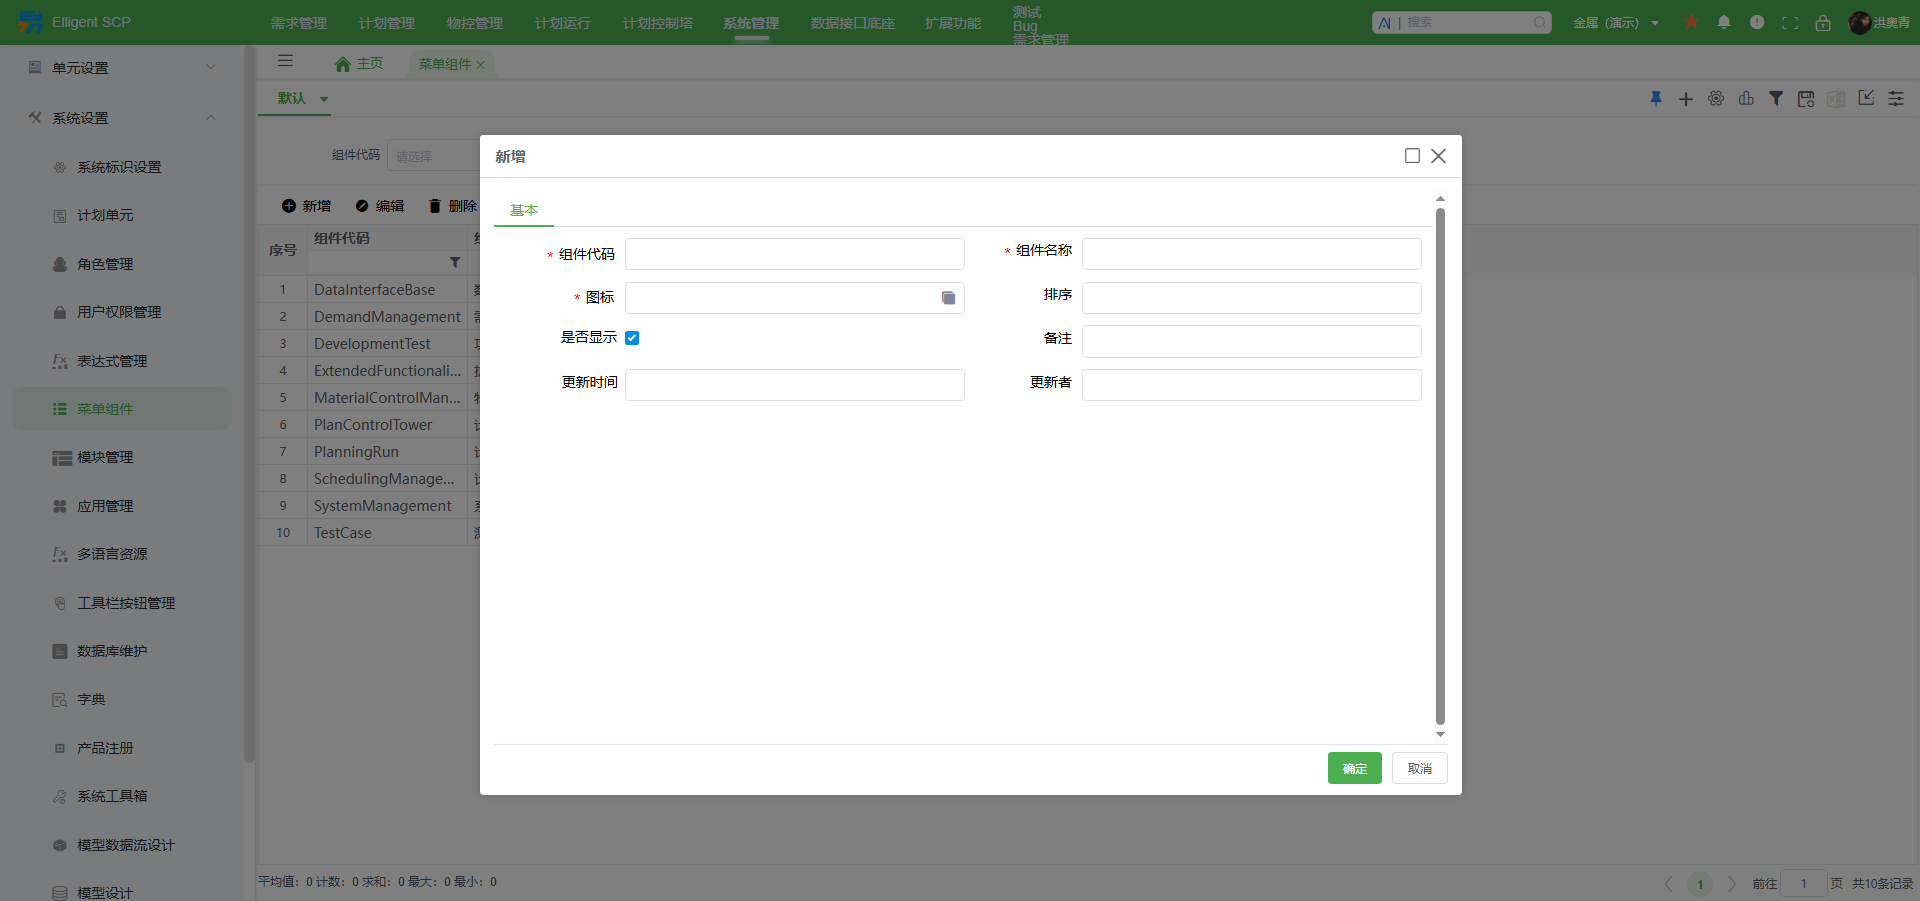 Elligent SCP
需求管理
计划管理
物控管理
计划运行
计划控制塔
系统管理
数据接口底座
扩展功能
测试
Bug
需求管理
AI | 搜索
金属（演示）
洪奥青
单元设置
系统设置
系统标识设置
计划单元
角色管理
用户权限管理
表达式管理
菜单组件
模块管理
应用管理
多语言资源
工具栏按钮管理
数据库维护
字典
产品注册
系统工具箱
模型数据流设计
模型设计
主页
菜单组件
默认
组件代码 请选择
新增 编辑 删除
序号 组件代码
1 DataInterfaceBase
2 DemandManagement
3 DevelopmentTest
4 ExtendedFunctionali...
5 MaterialControlMan...
6 PlanControlTower
7 PlanningRun
8 SchedulingManage...
9 SystemManagement
10 TestCase
新增
基本
* 组件代码
* 组件名称
* 图标
排序
是否显示
备注
更新时间
更新者
确定 取消
平均值：0 计数：0 求和：0 最大：0 最小：0
1 前往 1 页 共10条记录